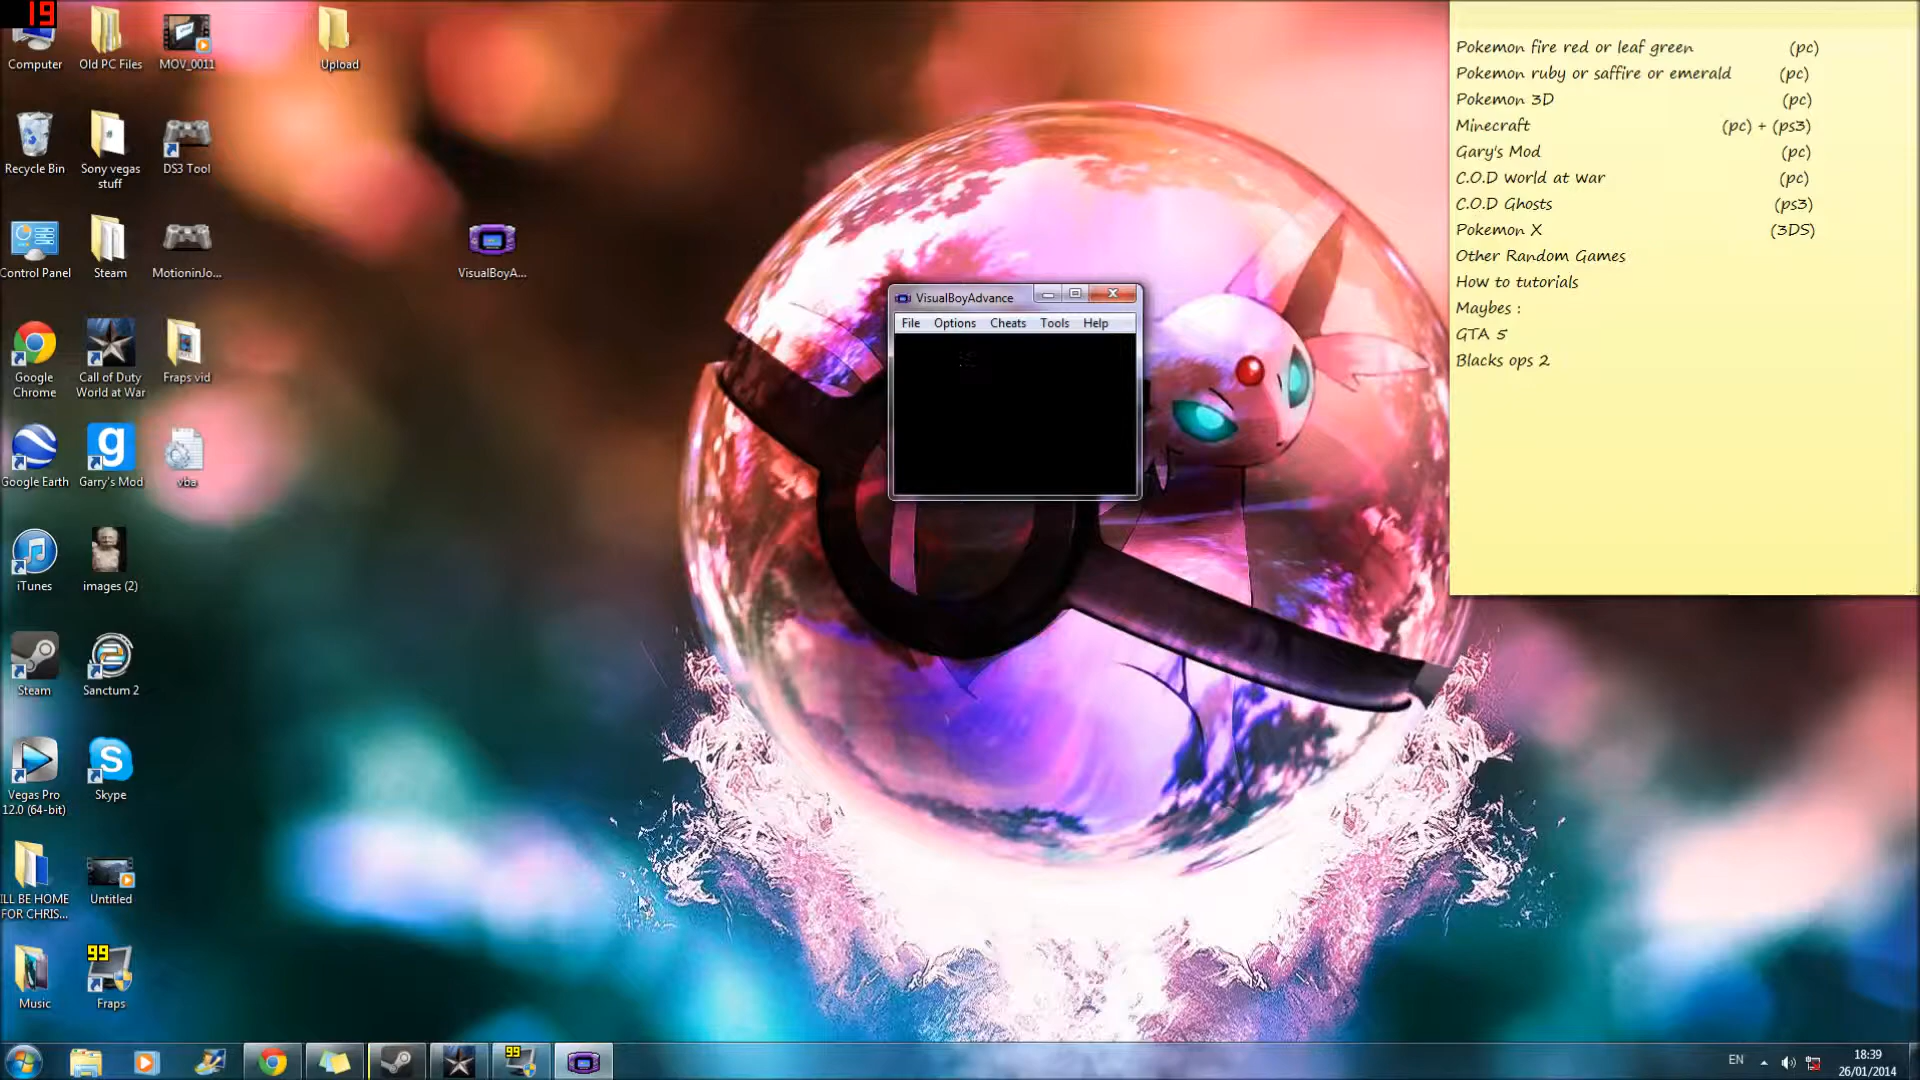 19
Computer
Old PC Files
MOV_0011
Upload
Recycle Bin
Sony vegas
stuff
DS3 Tool
Control Panel
Steam
MotioninJo...
VisualBoyA...
Google
Chrome
Call of Duty
World at War
Fraps vid
Google Earth
g
Garry's Mod
vba
iTunes
images (2)
Steam
Sanctum 2
Vegas Pro
12.0 (64-bit)
S
Skype
ILL BE HOME
FOR CHRIS...
Untitled
Music
99
Fraps
VisualBoyAdvance
File Options Cheats Tools Help
Pokemon fire red or leaf green (pc)
Pokemon ruby or saffire or emerald (pc)
Pokemon 3D (pc)
Minecraft (pc) + (ps3)
Gary's Mod (pc)
C.O.D world at war (pc)
C.O.D Ghosts (ps3)
Pokemon X (3DS)
Other Random Games
How to tutorials
Maybes :
GTA 5
Blacks ops 2
99
EN
18:39
26/01/2014